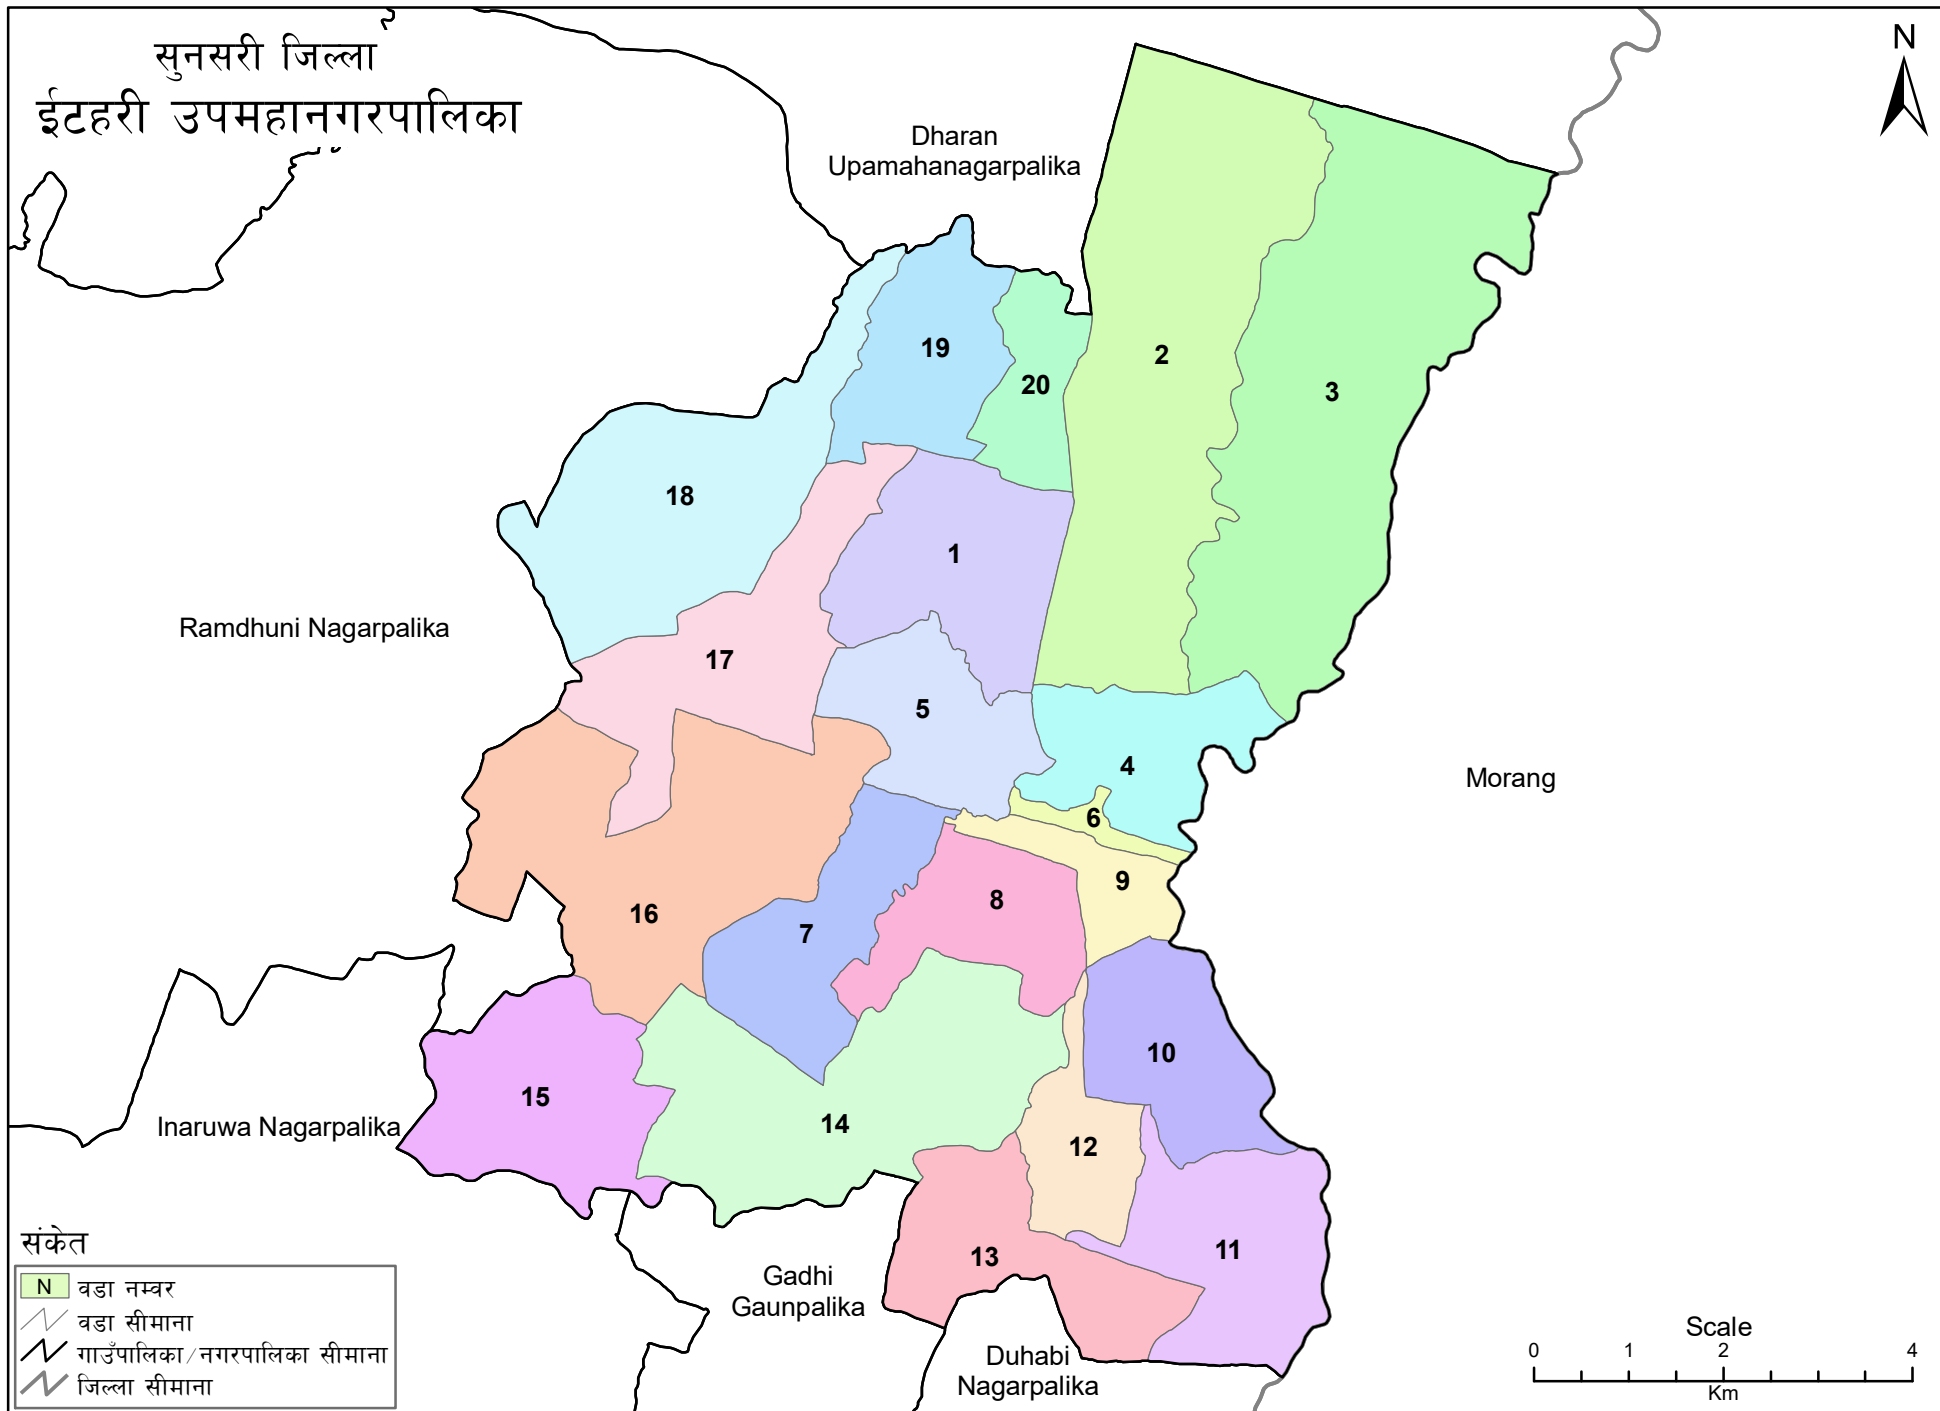 सुनसरी जिल्ला
ईटहरी उपमहानगरपालिका
N
Dharan
Upamahanagarpalika
19
2
20
3
18
1
Ramdhuni Nagarpalika
17
5
4
Morang
6
9
8
16
7
10
15
14
Inaruwa Nagarpalika
12
11
13
Gadhi
Gaunpalika
Duhabi
Nagarpalika
संकेत
N वडा नम्वर
वडा सीमाना
गाउँपालिका/नगरपालिका सीमाना
जिल्ला सीमाना
Scale
0 1 2 4
Km